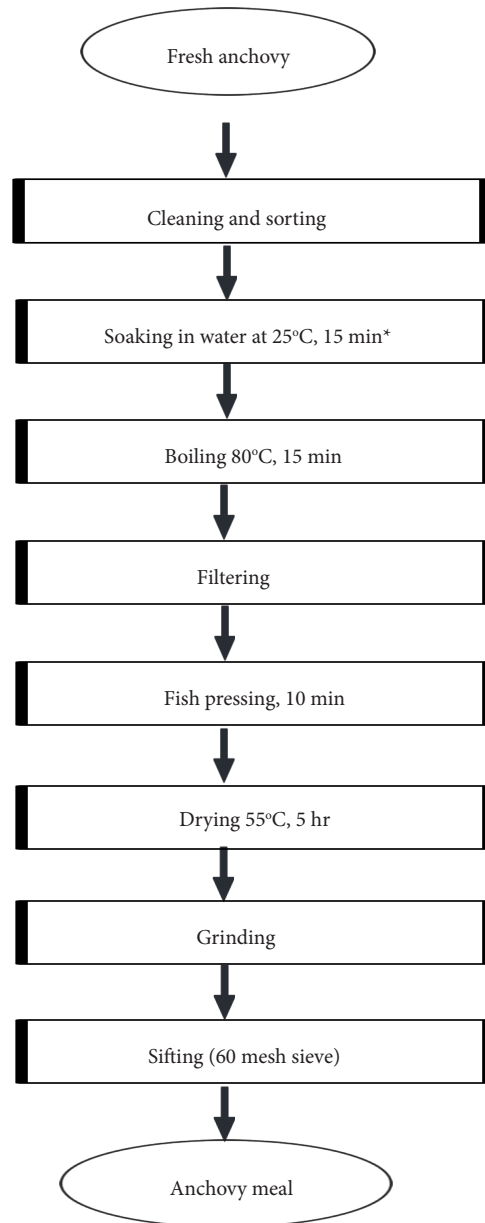 Fresh anchovy
Cleaning and sorting
Soaking in water at 25°C, 15 min*
Boiling 80°C, 15 min
Filtering
Fish pressing, 10 min
Drying 55°C, 5 hr
Grinding
Sifting (60 mesh sieve)
Anchovy meal